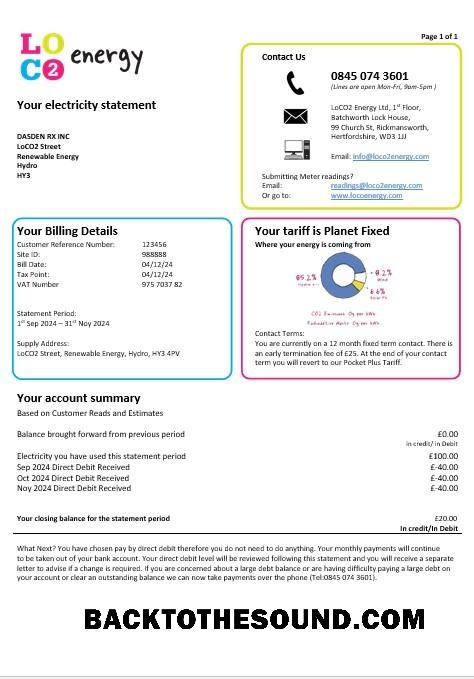 Page 1 of 1
LOCO2 energy
Contact Us
0845 074 3601
(Lines are open Mon-Fri, 9am-5pm )
LoCO2 Energy Ltd, 1st Floor,
Batchworth Lock House,
99 Church St, Rickmansworth,
Hertfordshire, WD3 1JJ
Email: info@loco2energy.com
Submitting Meter readings?
Email: readings@loco2energy.com
Or go to: www.locoenergy.com
Your electricity statement
DASDEN RX INC
LoCO2 Street
Renewable Energy
Hydro
HY3
Your Billing Details
Customer Reference Number: 123456
Site ID: 988888
Bill Date: 04/12/24
Tax Point: 04/12/24
VAT Number 975 7037 82
Statement Period:
1st Sep 2024 – 31st Nov 2024
Supply Address:
LoCO2 Street, Renewable Energy, Hydro, HY3 4PV
Your tariff is Planet Fixed
Where your energy is coming from
85.2%
Hydro
8.2%
Wind
6.6%
Solar PV
CO2 Emissions 0g per kWh
Radioactive Waste 0g per kWh
Contact Terms:
You are currently on a 12 month fixed term contact. There is
an early termination fee of £25. At the end of your contact
term you will revert to our Pocket Plus Tariff.
Your account summary
Based on Customer Reads and Estimates
Balance brought forward from previous period £0.00
in credit/ in Debit
Electricity you have used this statement period £100.00
Sep 2024 Direct Debit Received £-40.00
Oct 2024 Direct Debit Received £-40.00
Noy 2024 Direct Debit Received £-40.00
Your closing balance for the statement period £20.00
In credit/In Debit
What Next? You have chosen pay by direct debit therefore you do not need to do anything. Your monthly payments will continue
to be taken out of your bank account. Your direct debit level will be reviewed following this statement and you will receive a separate
letter to advise if a change is required. If you are concerned about a large debit balance or are having difficulty paying a large debt on
your account or clear an outstanding balance we can now take payments over the phone (Tel:0845 074 3601).
BACKTOTHESOUND.COM